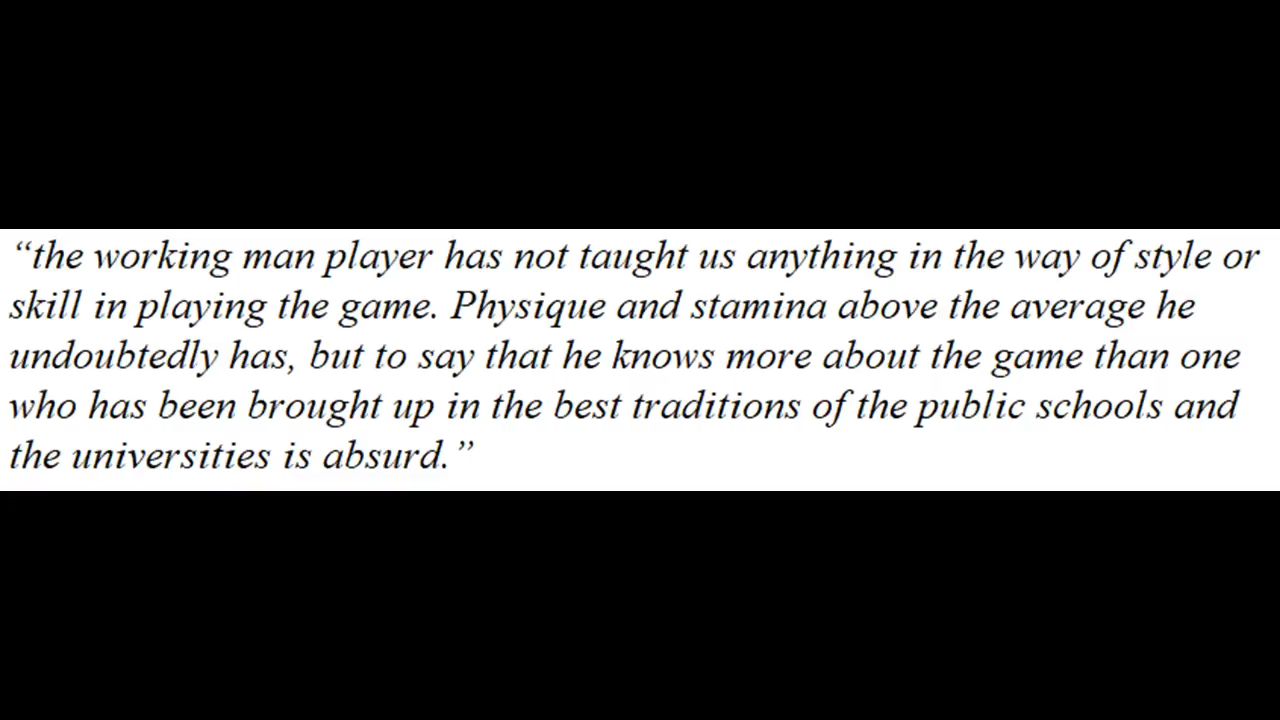 “the working man player has not taught us anything in the way of style or
skill in playing the game. Physique and stamina above the average he
undoubtedly has, but to say that he knows more about the game than one
who has been brought up in the best traditions of the public schools and
the universities is absurd.”